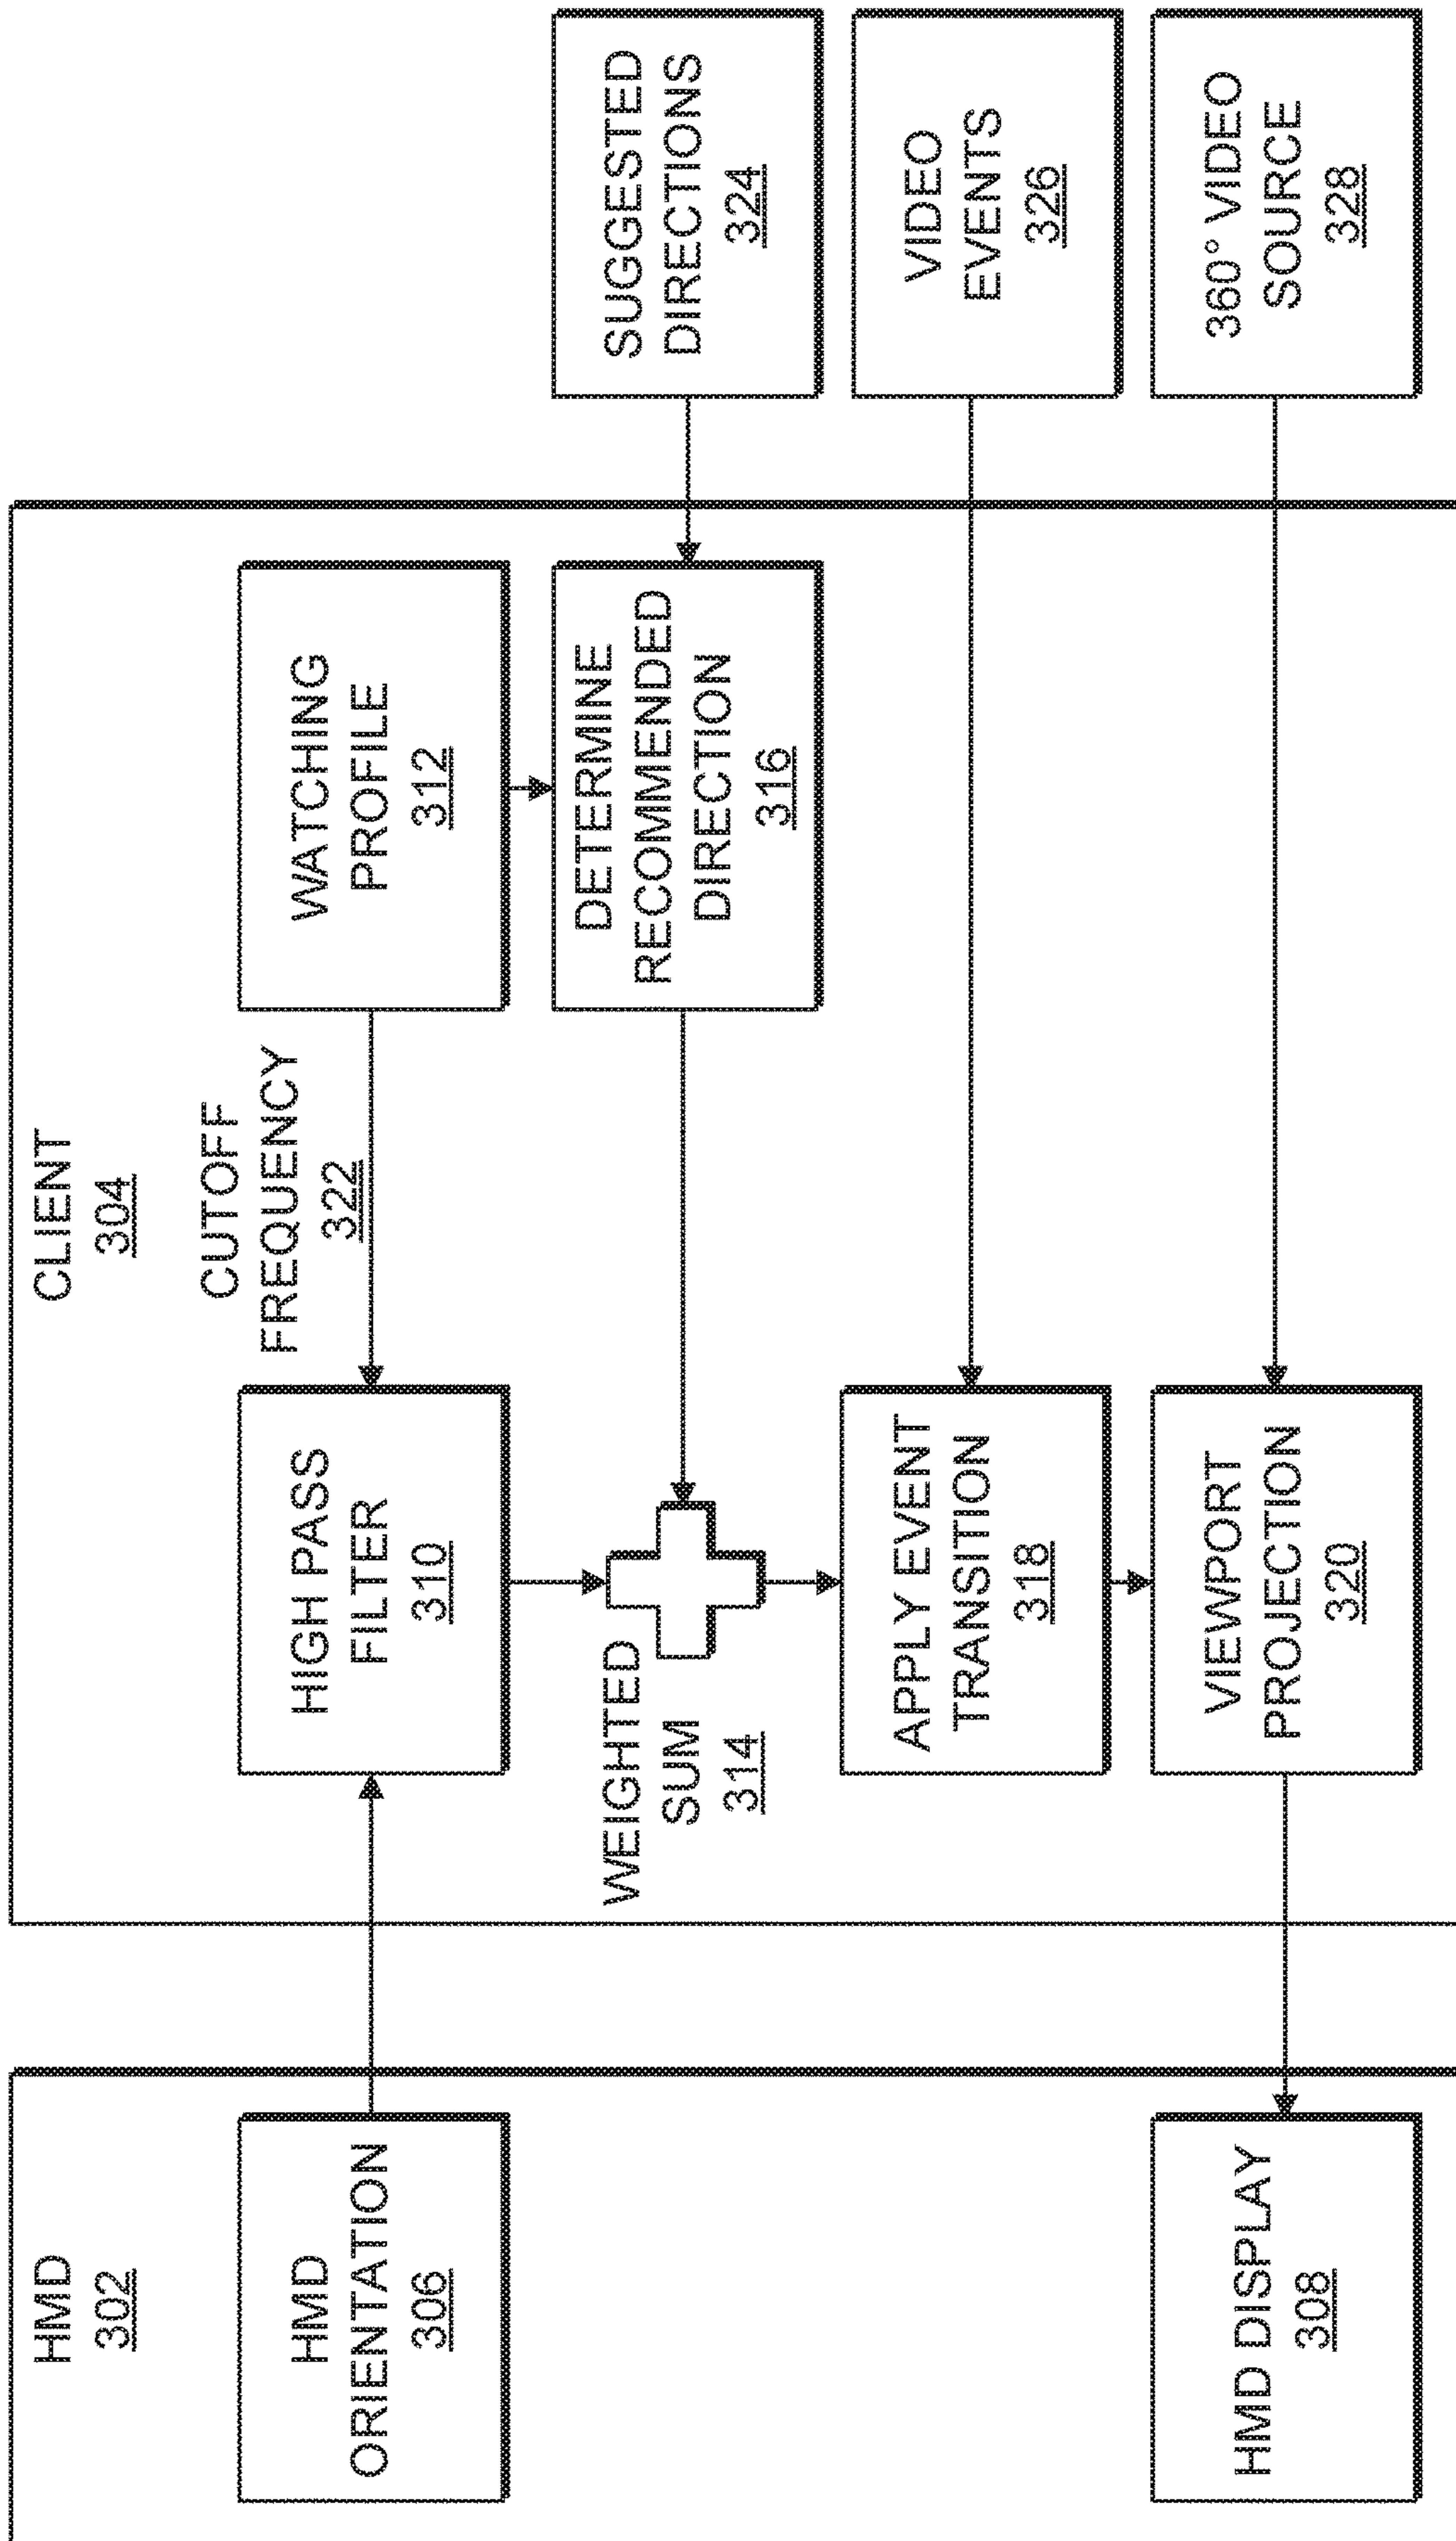 HMD
302
HMD
ORIENTATION
306
HMD DISPLAY
308
CLIENT
304
HIGH PASS
FILTER
310
CUTOFF
FREQUENCY
322
WATCHING
PROFILE
312
WEIGHTED
SUM
314
DETERMINE
RECOMMENDED
DIRECTION
316
APPLY EVENT
TRANSITION
318
VIEWPORT
PROJECTION
320
SUGGESTED
DIRECTIONS
324
VIDEO
EVENTS
326
360° VIDEO
SOURCE
328